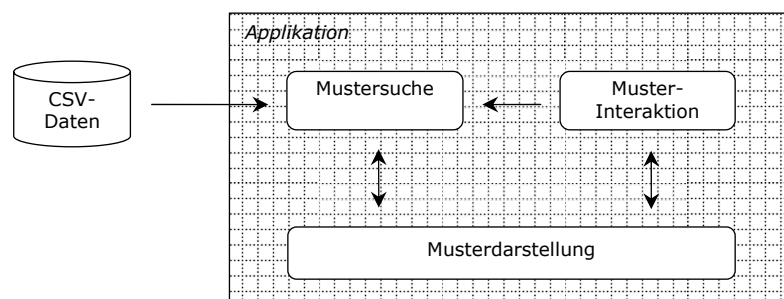 Applikation
CSV-
Daten
Mustersuche
Muster-
Interaktion
Musterdarstellung